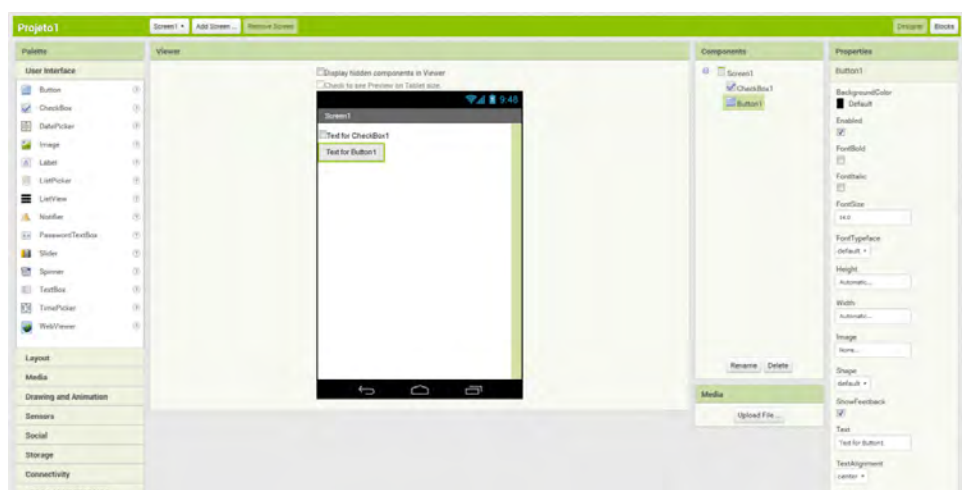 Projeto1
Screen1
Add Screen ...
Remove Screen
Designer
Blocks
Palette
User Interface
Button
CheckBox
DatePicker
Image
Label
ListPicker
ListView
Notifier
PasswordTextBox
Slider
Spinner
TextBox
TimePicker
WebViewer
Layout
Media
Drawing and Animation
Sensors
Social
Storage
Connectivity
Viewer
Display hidden components in Viewer
Check to see Preview on Tablet size.
9:48
Screen1
Text for CheckBox1
Text for Button1
Components
Screen1
CheckBox1
Button1
Rename
Delete
Media
Upload File ...
Properties
Button1
BackgroundColor
Default
Enabled
FontBold
FontItalic
FontSize
14.0
FontTypeface
default
Height
Automatic...
Width
Automatic...
Image
None...
Shape
default
ShowFeedback
Text
Text for Button1
TextAlignment
center